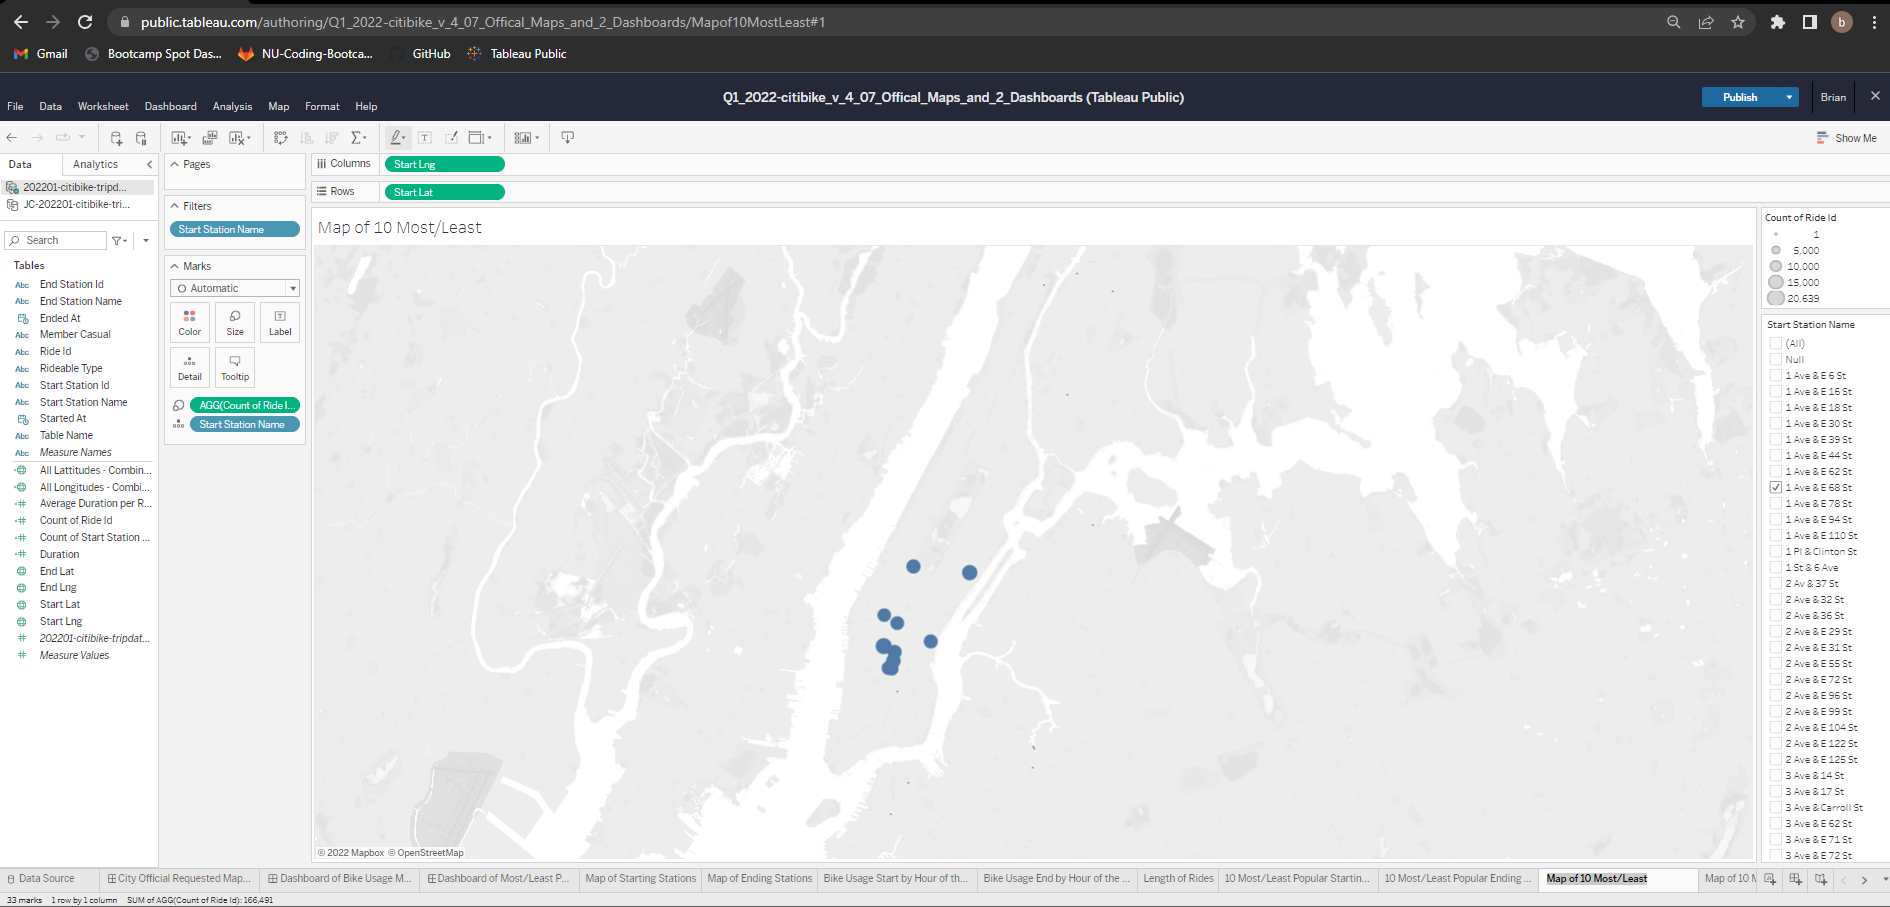 public.tableau.com/authoring/Q1_2022-citibike_v_4_07_Offical_Maps_and_2_Dashboards/Mapof10MostLeast#1
b
Gmail
Bootcamp Spot Das...
NU-Coding-Bootca...
GitHub
Tableau Public
File Data Worksheet Dashboard Analysis Map Format Help
Q1_2022-citibike_v_4_07_Offical_Maps_and_2_Dashboards (Tableau Public)
Publish
Brian
Show Me
Data
Analytics
202201-citibike-tripd...
JC-202201-citibike-tri...
Search
Tables
Abc End Station Id
Abc End Station Name
Ended At
Abc Member Casual
Abc Ride Id
Abc Rideable Type
Abc Start Station Id
Abc Start Station Name
Started At
Abc Table Name
Abc Measure Names
All Lattitudes - Combin...
All Longitudes - Combi...
Average Duration per R...
Count of Ride Id
Count of Start Station ...
Duration
End Lat
End Lng
Start Lat
Start Lng
202201-citibike-tripdat...
Measure Values
Pages
Filters
Start Station Name
Marks
Automatic
Color
Size
Label
Detail
Tooltip
AGG(Count of Ride I...
Start Station Name
Columns
Start Lng
Rows
Start Lat
Map of 10 Most/Least
© 2022 Mapbox © OpenStreetMap
Count of Ride Id
1
5,000
10,000
15,000
20,639
Start Station Name
(All)
Null
1 Ave & E 6 St
1 Ave & E 16 St
1 Ave & E 18 St
1 Ave & E 30 St
1 Ave & E 39 St
1 Ave & E 44 St
1 Ave & E 62 St
1 Ave & E 68 St
1 Ave & E 78 St
1 Ave & E 94 St
1 Ave & E 110 St
1 Pl & Clinton St
1 St & 6 Ave
2 Av & 37 St
2 Ave & 32 St
2 Ave & 36 St
2 Ave & E 29 St
2 Ave & E 31 St
2 Ave & E 55 St
2 Ave & E 72 St
2 Ave & E 96 St
2 Ave & E 99 St
2 Ave & E 104 St
2 Ave & E 122 St
2 Ave & E 125 St
3 Ave & 14 St
3 Ave & 17 St
3 Ave & Carroll St
3 Ave & E 62 St
3 Ave & E 71 St
3 Ave & E 72 St
Data Source
City Official Requested Map...
Dashboard of Bike Usage M...
Dashboard of Most/Least P...
Map of Starting Stations
Map of Ending Stations
Bike Usage Start by Hour of th...
Bike Usage End by Hour of the ...
Length of Rides
10 Most/Least Popular Startin...
10 Most/Least Popular Ending ...
Map of 10 Most/Least
Map of 10 M
33 marks 1 row by 1 column SUM of AGG(Count of Ride Id): 166,491